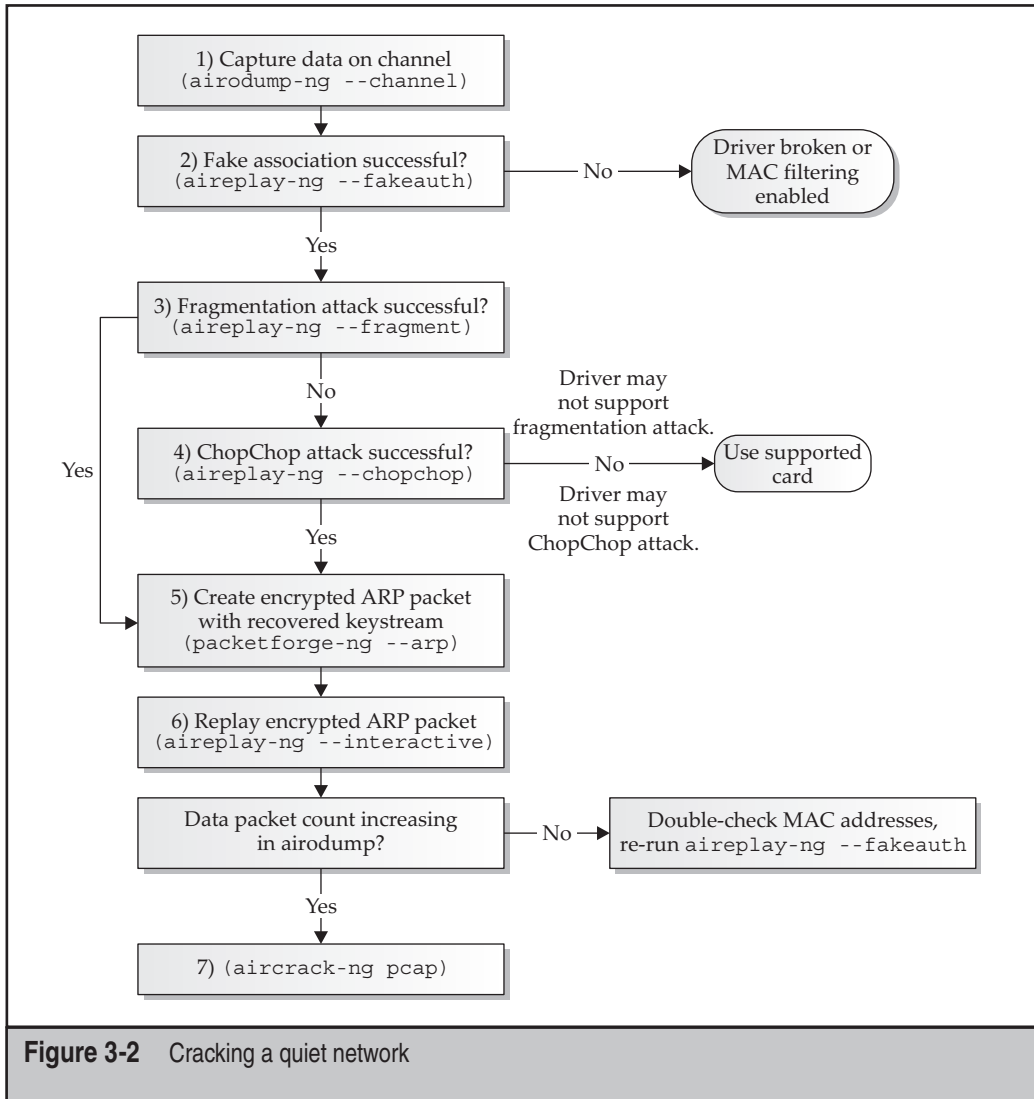 1) Capture data on channel
(airodump-ng --channel)
2) Fake association successful?
(aireplay-ng --fakeauth)
No
Driver broken or
MAC filtering
enabled
Yes
3) Fragmentation attack successful?
(aireplay-ng --fragment)
No
Driver may
not support
fragmentation attack.
Yes
4) ChopChop attack successful?
(aireplay-ng --chopchop)
No
Use supported
card
Driver may
not support
ChopChop attack.
Yes
5) Create encrypted ARP packet
with recovered keystream
(packetforge-ng --arp)
6) Replay encrypted ARP packet
(aireplay-ng --interactive)
Data packet count increasing
in airodump?
No
Double-check MAC addresses,
re-run aireplay-ng --fakeauth
Yes
7) (aircrack-ng pcap)
Figure 3-2 Cracking a quiet network